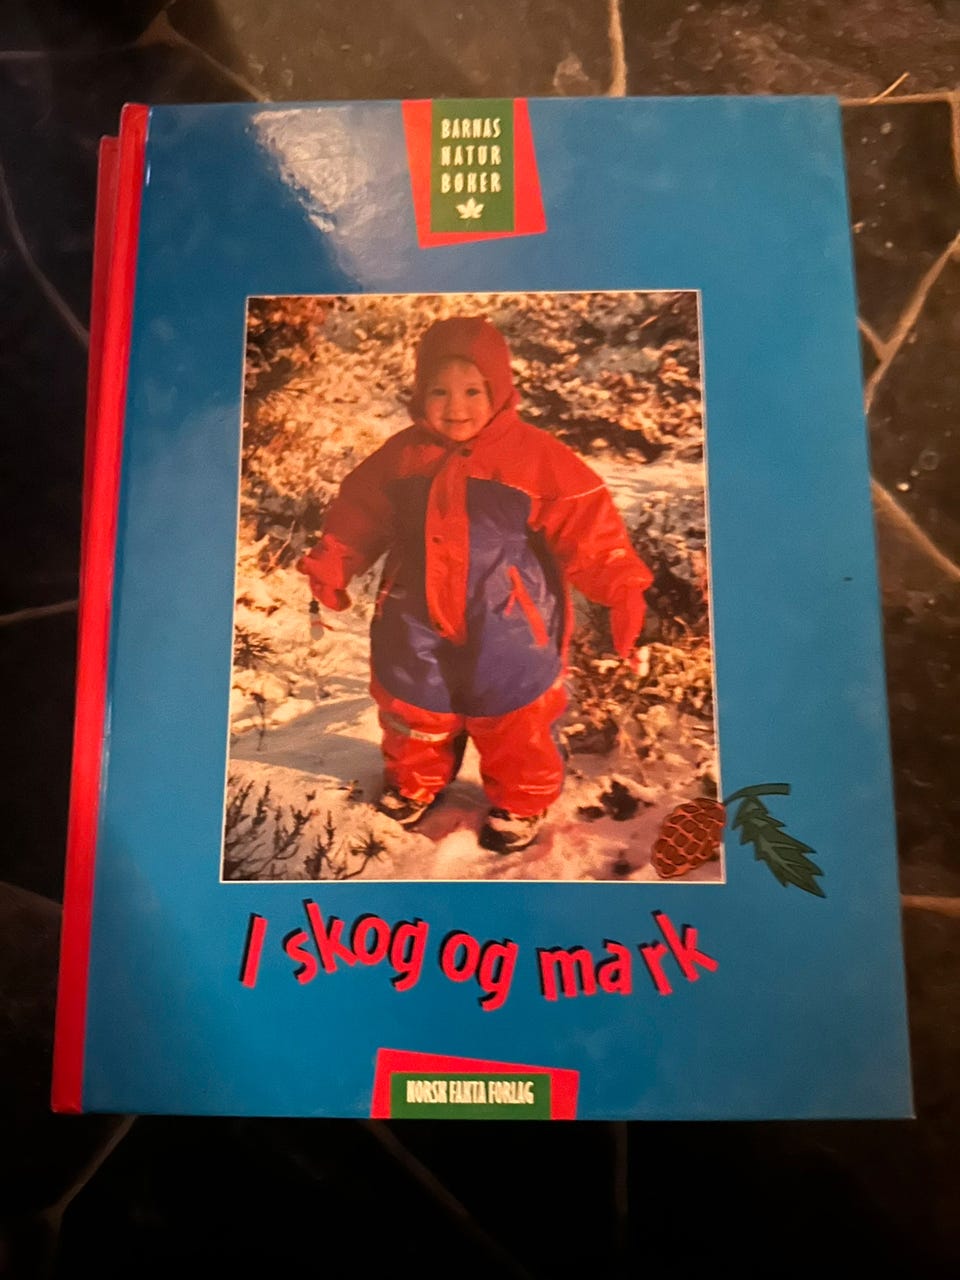 BARNAS
NATUR
BØKER
I skog og mark
NORSK FAKTA FORLAG